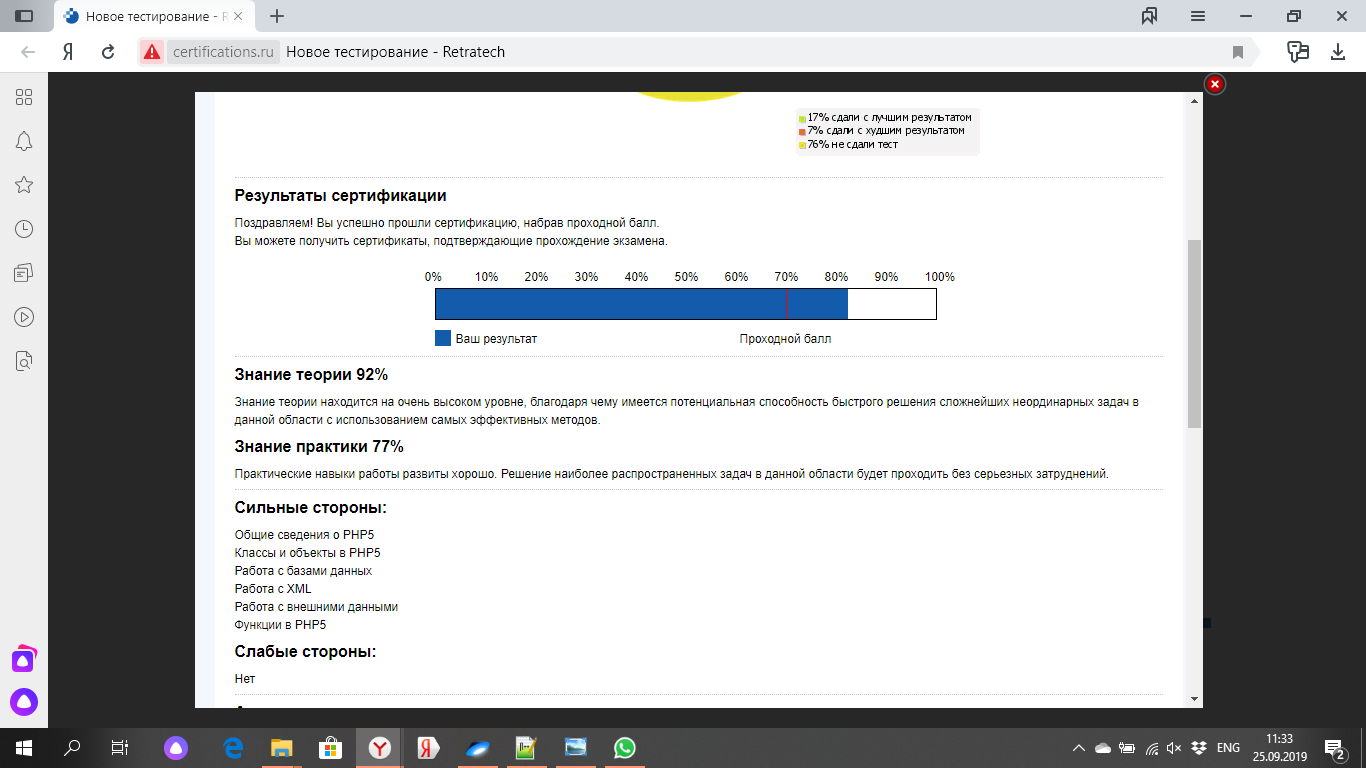 Новое тестирование - R
certifications.ru
Новое тестирование - Retratech
17% сдали с лучшим результатом
7% сдали с худшим результатом
76% не сдали тест
Результаты сертификации
Поздравляем! Вы успешно прошли сертификацию, набрав проходной балл.
Вы можете получить сертификаты, подтверждающие прохождение экзамена.
0% 10% 20% 30% 40% 50% 60% 70% 80% 90% 100%
Ваш результат Проходной балл
Знание теории 92%
Знание теории находится на очень высоком уровне, благодаря чему имеется потенциальная способность быстрого решения сложнейших неординарных задач в
данной области с использованием самых эффективных методов.
Знание практики 77%
Практические навыки работы развиты хорошо. Решение наиболее распространенных задач в данной области будет проходить без серьезных затруднений.
Сильные стороны:
Общие сведения о PHP5
Классы и объекты в PHP5
Работа с базами данных
Работа с XML
Работа с внешними данными
Функции в PHP5
Слабые стороны:
Нет
ENG
11:33
25.09.2019
2